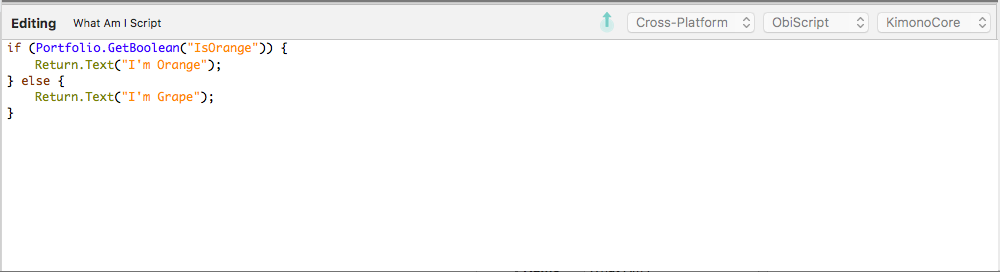 Editing What Am I Script Cross-Platform ObiScript KimonoCore
if (Portfolio.GetBoolean("IsOrange")) {
    Return.Text("I'm Orange");
} else {
    Return.Text("I'm Grape");
}